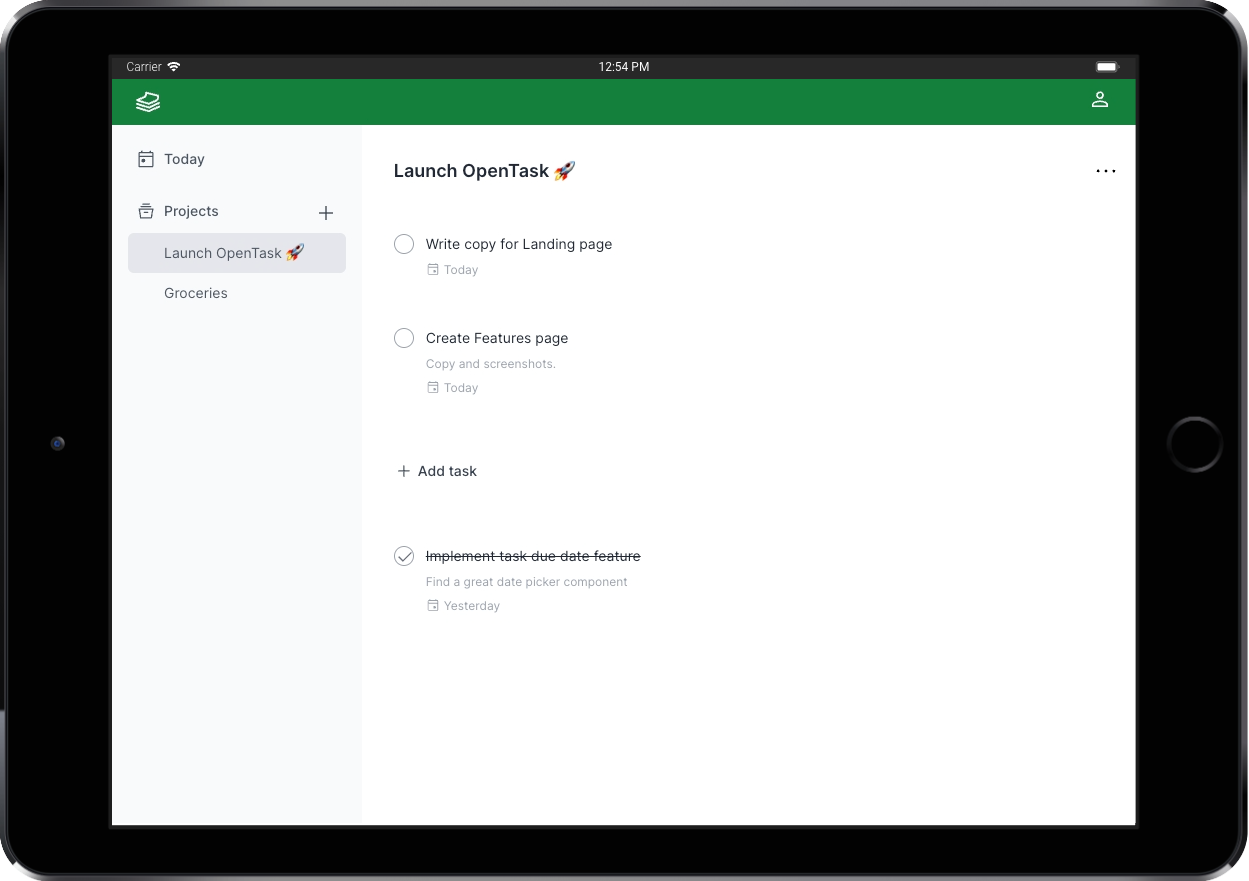 Carrier 12:54 PM
Today
Projects
Launch OpenTask 🚀
Groceries
Launch OpenTask 🚀
Write copy for Landing page
Today
Create Features page
Copy and screenshots.
Today
Add task
Implement task due date feature
Find a great date picker component
Yesterday